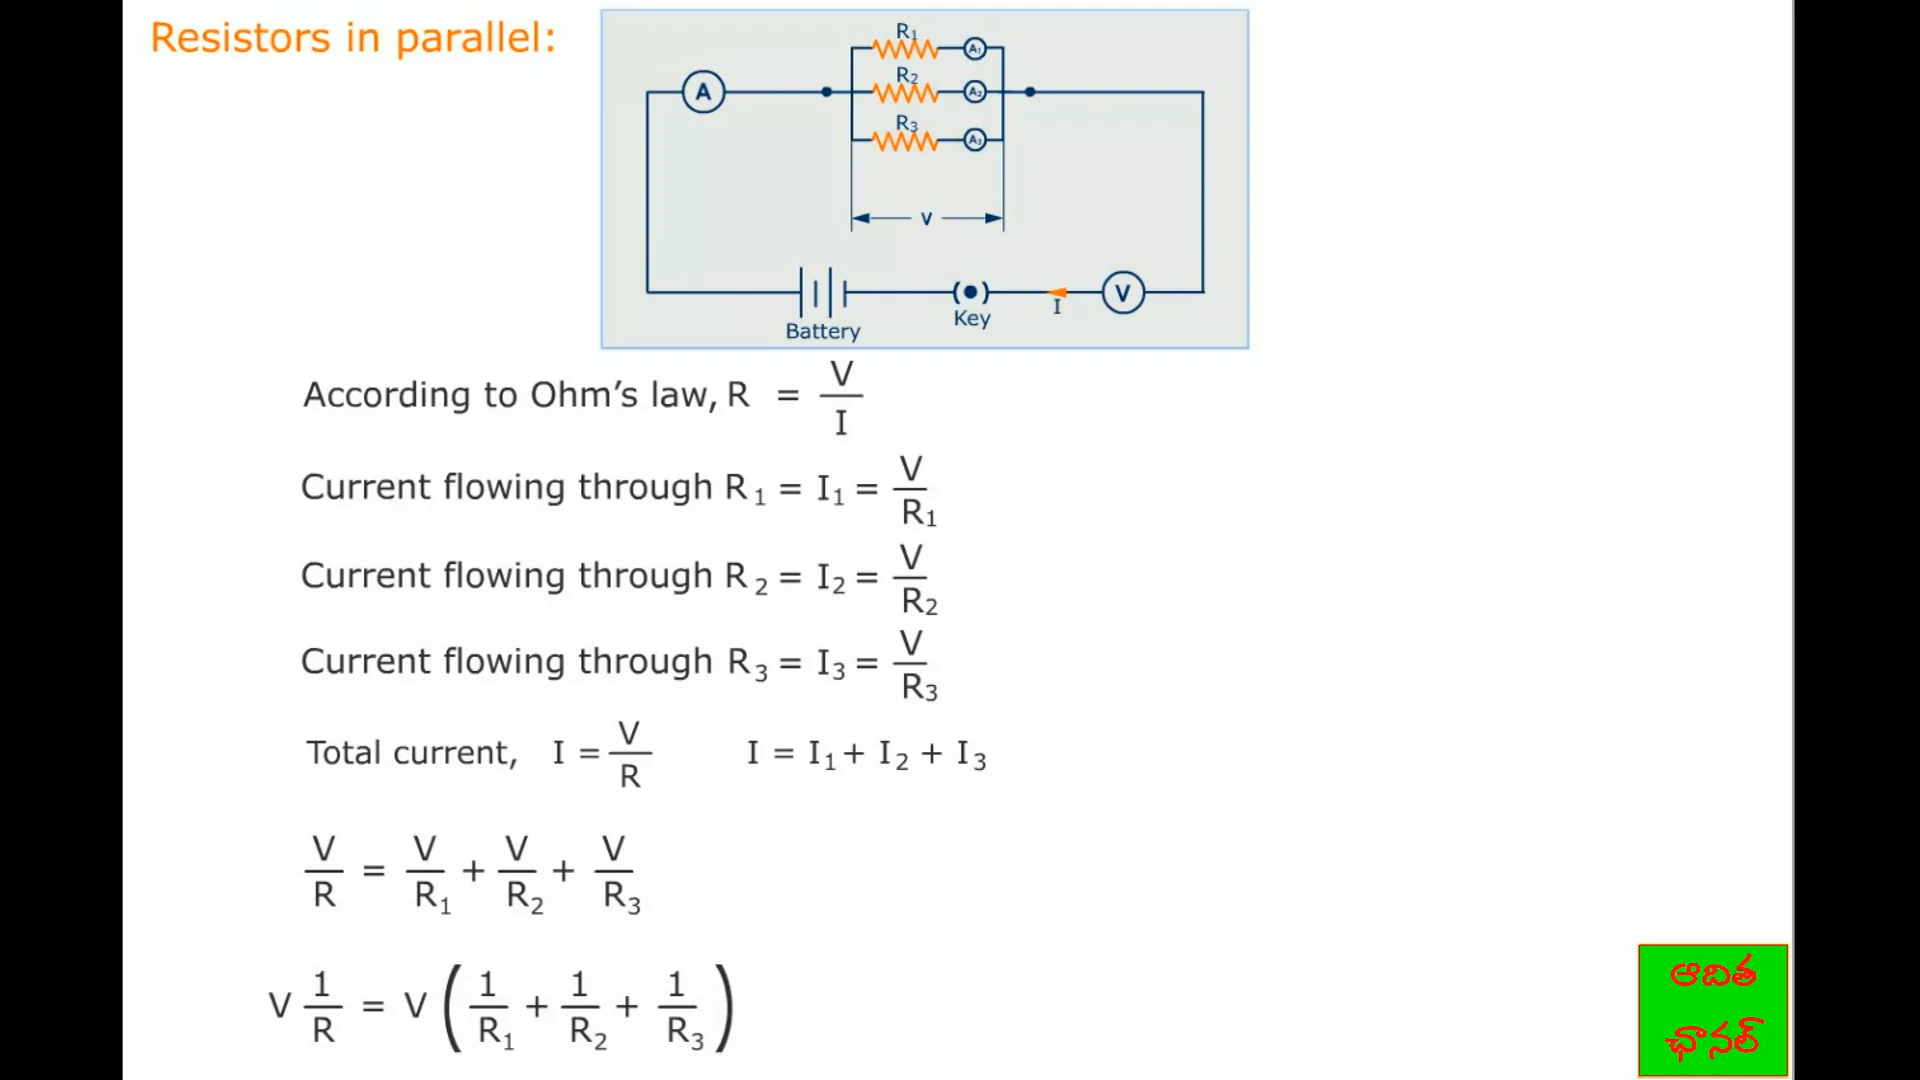 Resistors in parallel:
R1
A1
R2
A2
R3
A3
A
V
Battery
Key
I
V
According to Ohm's law, R = V/I
Current flowing through R1 = I1 = V/R1
Current flowing through R2 = I2 = V/R2
Current flowing through R3 = I3 = V/R3
Total current, I = V/R I = I1 + I2 + I3
V/R = V/R1 + V/R2 + V/R3
V 1/R = V (1/R1 + 1/R2 + 1/R3)
ఆదిత
ఛానల్